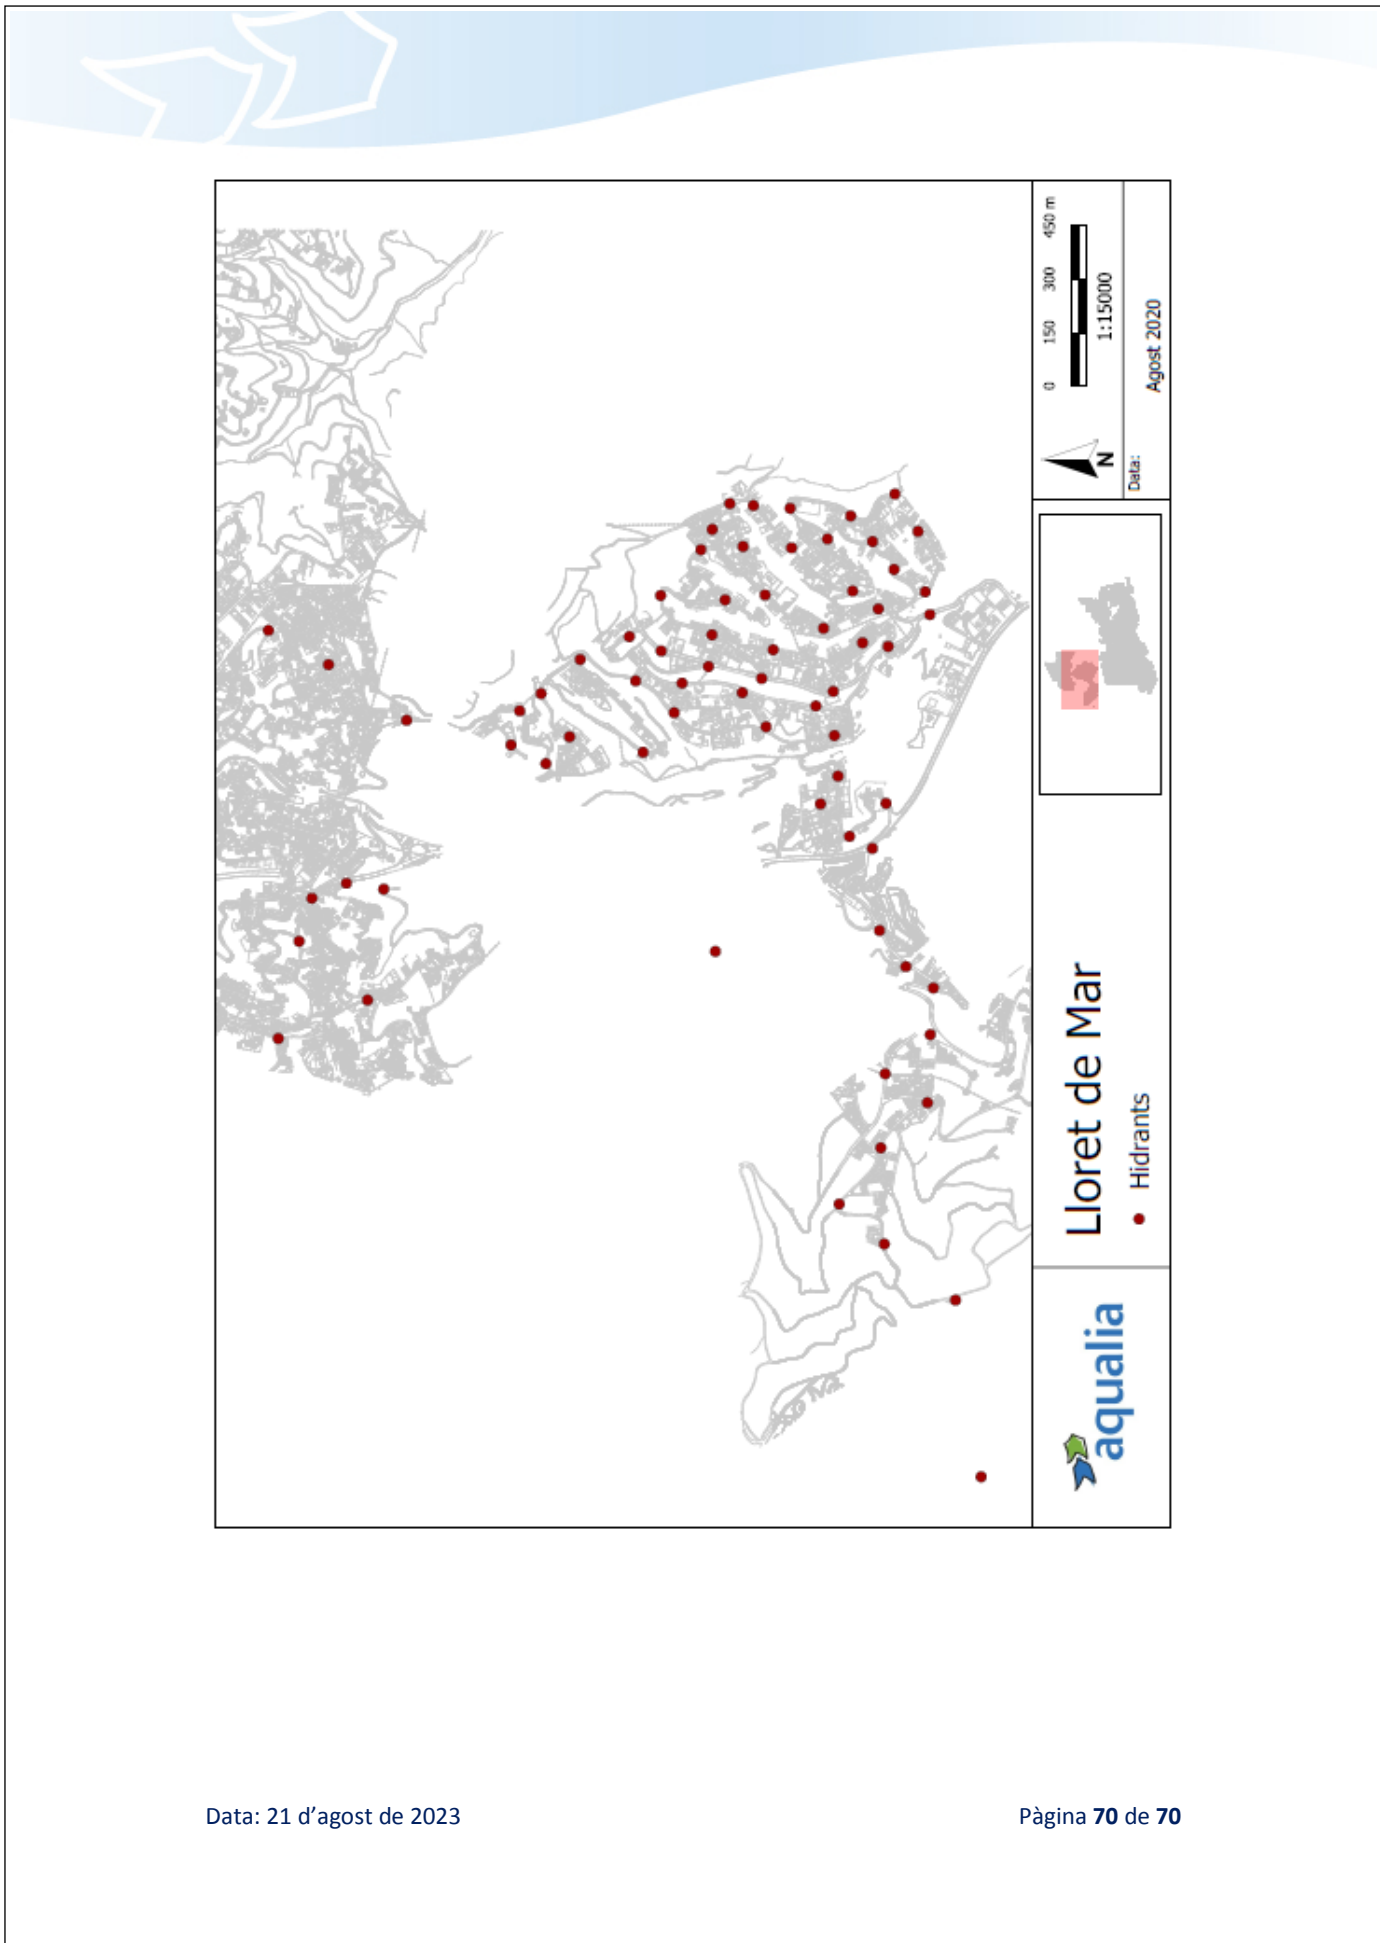 aqualia
Lloret de Mar
Hidrants
0 150 300 450 m
1:15000
N
Data:
Agost 2020
Data: 21 d’agost de 2023
Pàgina 70 de 70